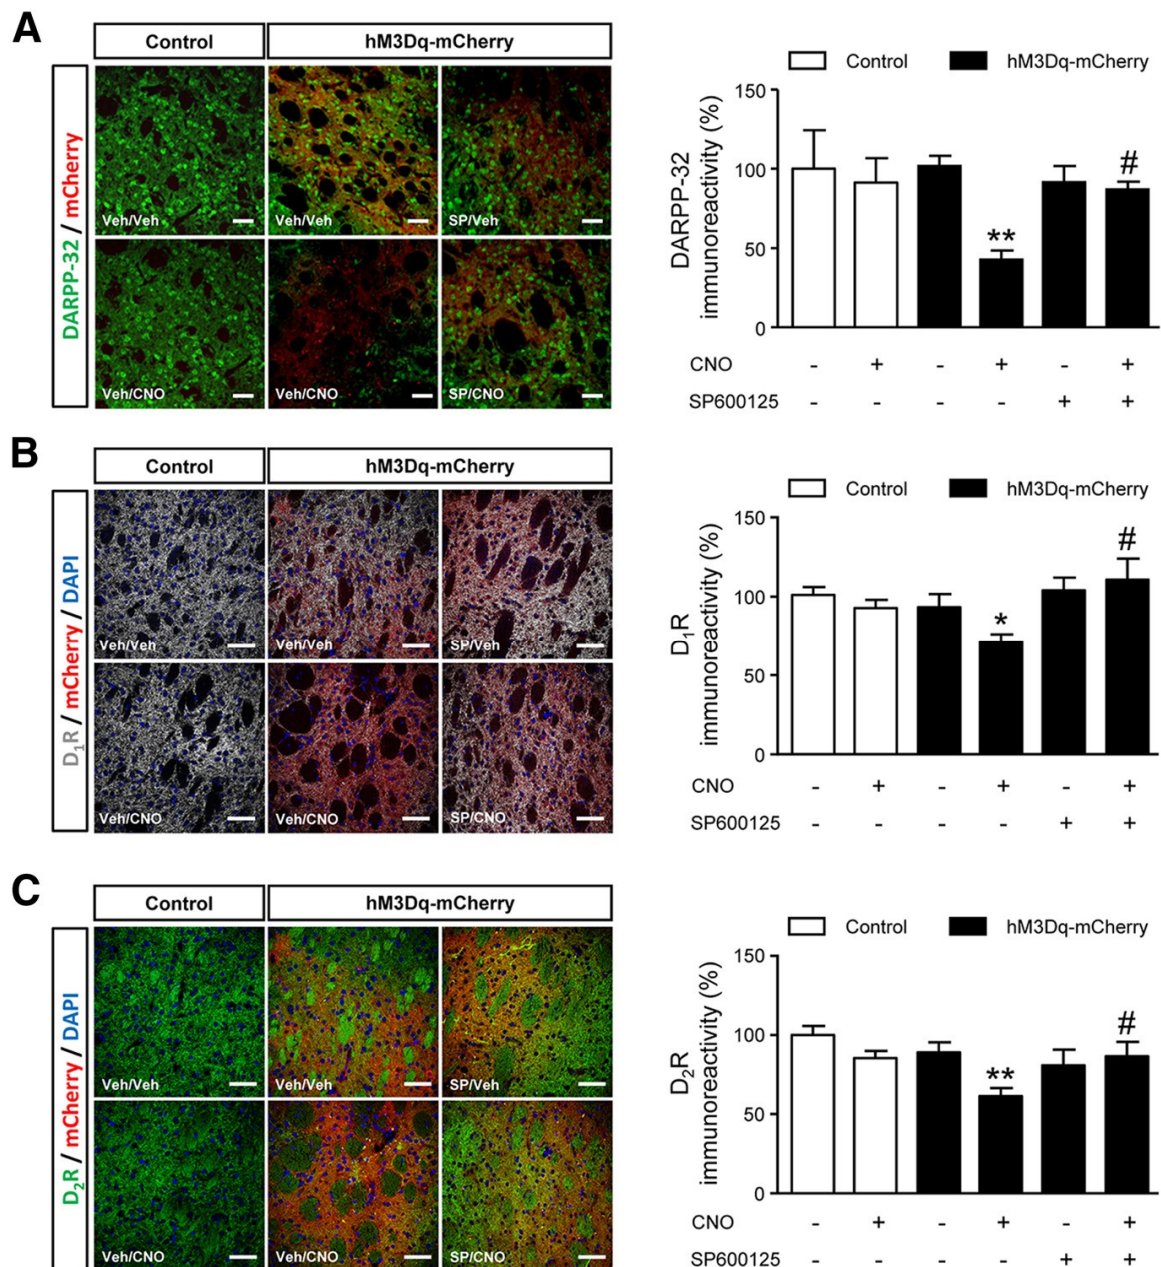 A
Control
hM3Dq-mCherry
DARPP-32 / mCherry
Veh/Veh
Veh/Veh
SP/Veh
Veh/CNO
Veh/CNO
SP/CNO
Control
hM3Dq-mCherry
DARPP-32
immunoreactivity (%)
150
100
50
0
**
#
CNO - + - + - +
SP600125 - - - - + +
B
Control
hM3Dq-mCherry
D₁R / mCherry / DAPI
Veh/Veh
Veh/Veh
SP/Veh
Veh/CNO
Veh/CNO
SP/CNO
Control
hM3Dq-mCherry
D₁R
immunoreactivity (%)
150
100
50
0
*
#
CNO - + - + - +
SP600125 - - - - + +
C
Control
hM3Dq-mCherry
D₂R / mCherry / DAPI
Veh/Veh
Veh/Veh
SP/Veh
Veh/CNO
Veh/CNO
SP/CNO
Control
hM3Dq-mCherry
D₂R
immunoreactivity (%)
150
100
50
0
**
#
CNO - + - + - +
SP600125 - - - - + +